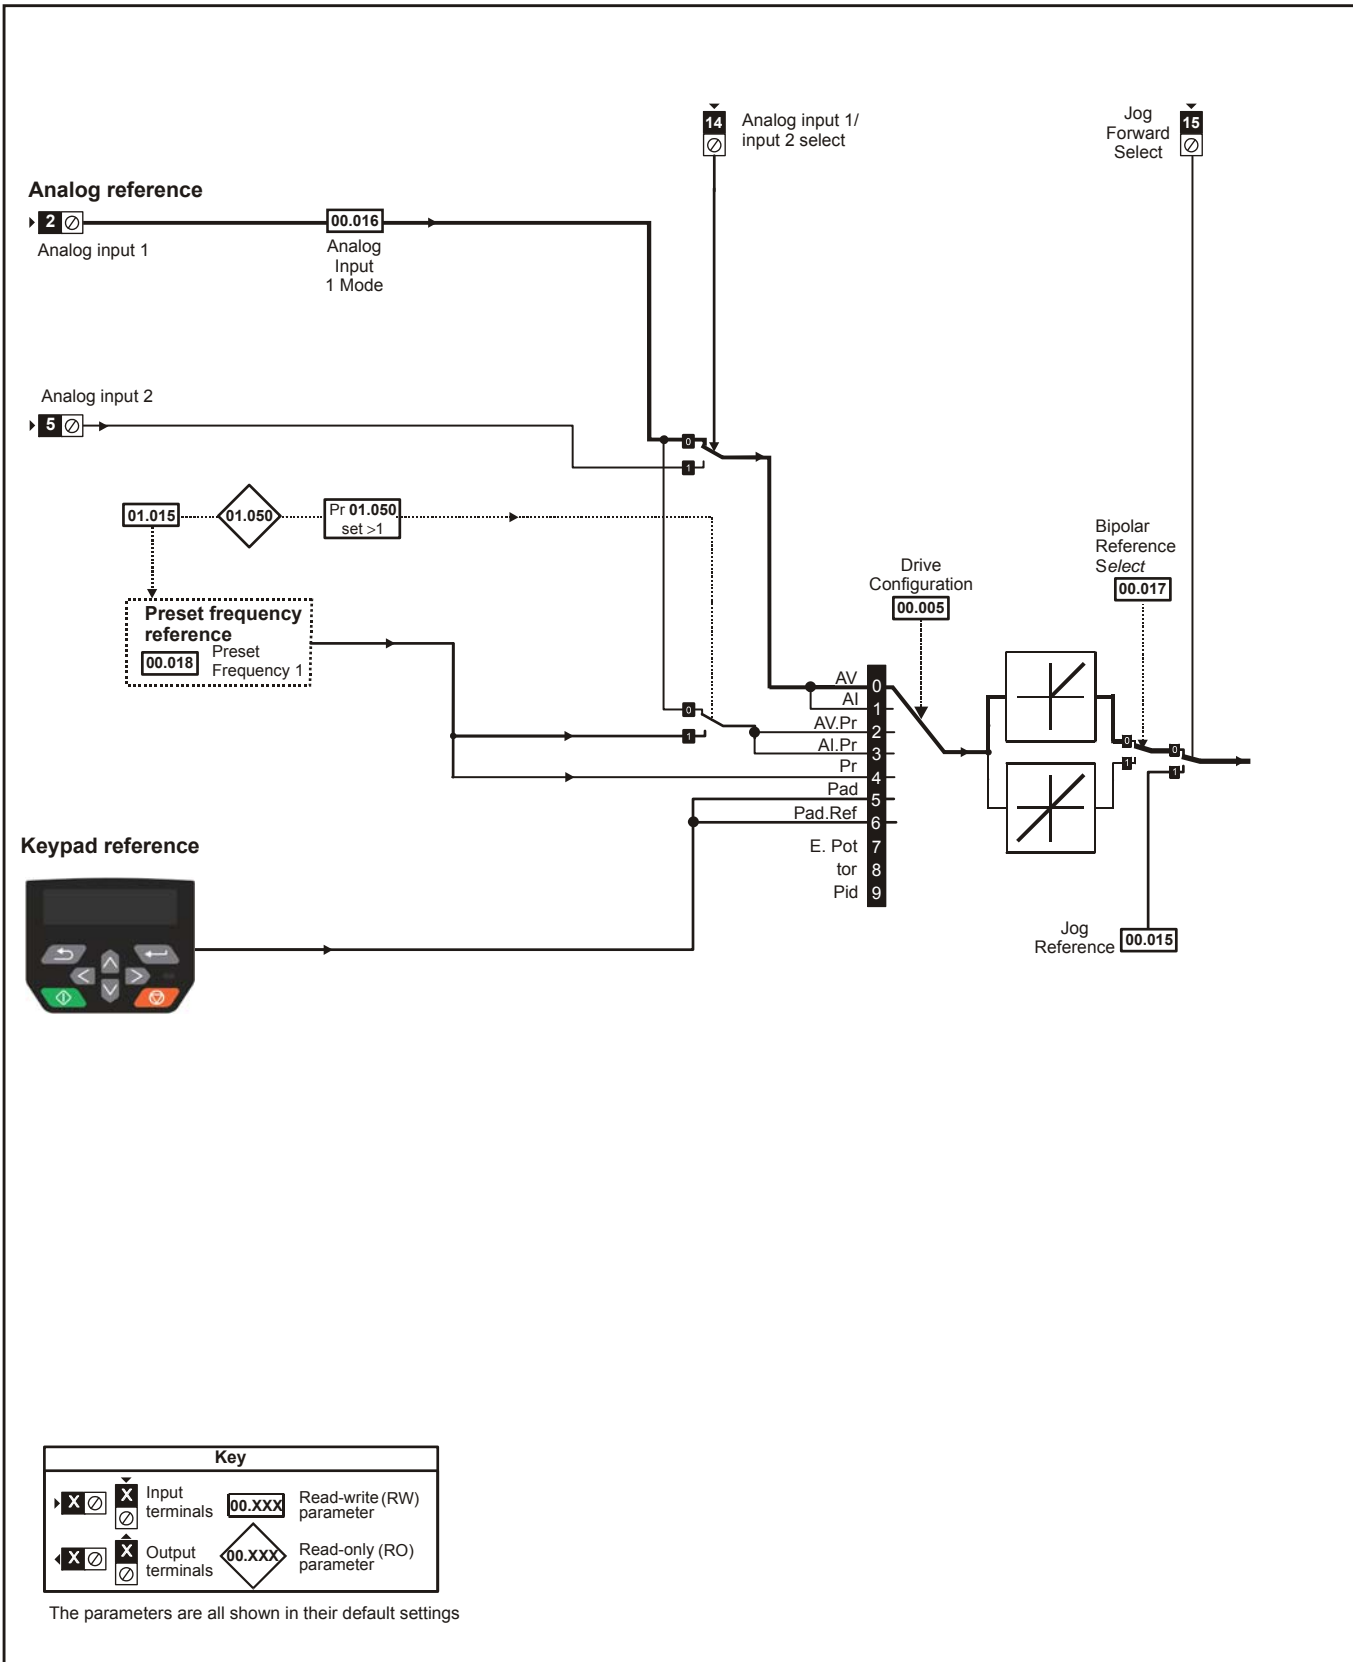 14
Analog input 1/
input 2 select
Jog
Forward
Select
15
Analog reference
2
00.016
Analog input 1
Analog
Input
1 Mode
Analog input 2
5
0
1
01.015
01.050
Pr 01.050
set >1
Preset frequency
reference
00.018
Preset
Frequency 1
Drive
Configuration
00.005
Bipolar
Reference
Select
00.017
0
1
AV 0
AI 1
AV.Pr 2
AI.Pr 3
Pr 4
Pad 5
Pad.Ref 6
E. Pot 7
tor 8
Pid 9
0
1
0
1
Jog
Reference
00.015
Keypad reference
Key
X
X
Input
terminals
00.XXX
Read-write (RW)
parameter
X
X
Output
terminals
00.XXX
Read-only (RO)
parameter
The parameters are all shown in their default settings